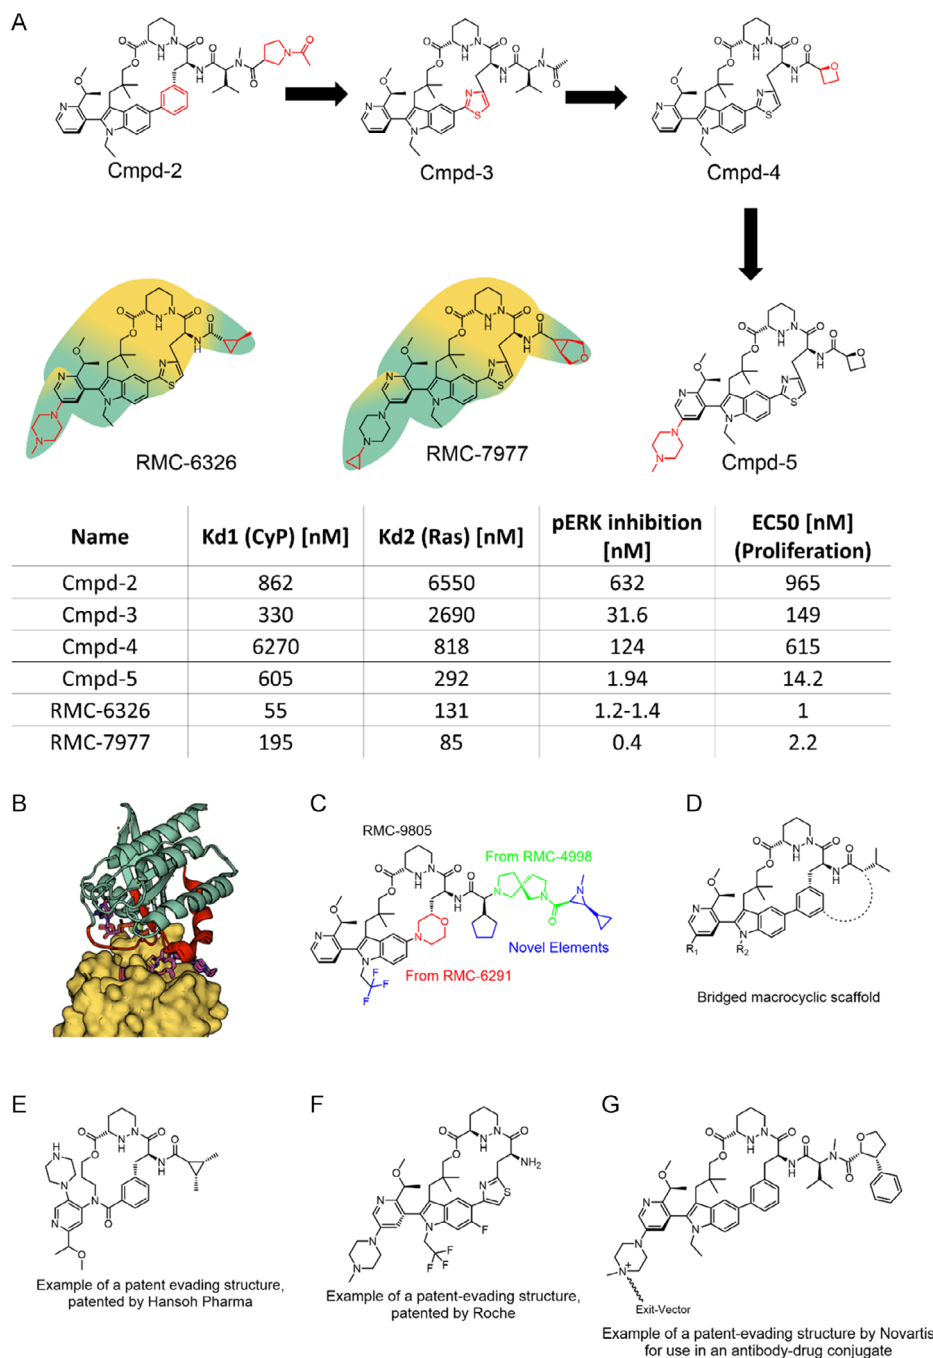 A
Cmpd-2
Cmpd-3
Cmpd-4
RMC-6326
RMC-7977
Cmpd-5
Name Kd1 (CyP) [nM] Kd2 (Ras) [nM] pERK inhibition [nM] EC50 [nM] (Proliferation)
Cmpd-2 862 6550 632 965
Cmpd-3 330 2690 31.6 149
Cmpd-4 6270 818 124 615
Cmpd-5 605 292 1.94 14.2
RMC-6326 55 131 1.2-1.4 1
RMC-7977 195 85 0.4 2.2
B
C
RMC-9805
From RMC-4998
Novel Elements
From RMC-6291
D
R1
R2
Bridged macrocyclic scaffold
E
Example of a patent evading structure,
patented by Hansoh Pharma
F
Example of a patent-evading structure,
patented by Roche
G
Exit-Vector
Example of a patent-evading structure by Novartis
for use in an antibody-drug conjugate